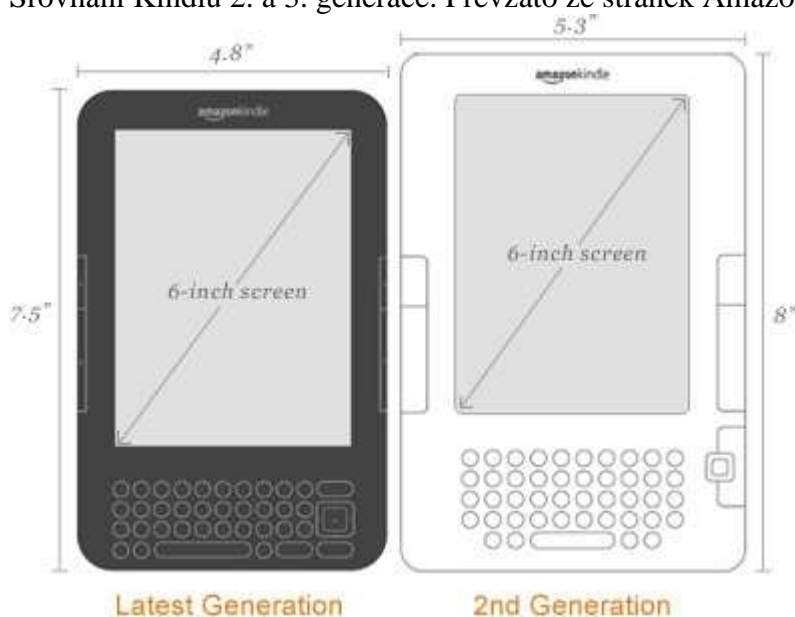 Srovnání Kindlu 2. a 3. generace. Převzato ze stránek Amazo
4.8"
5.3"
amazonkindle
amazonkindle
6-inch screen
6-inch screen
7.5"
8"
Latest Generation
2nd Generation